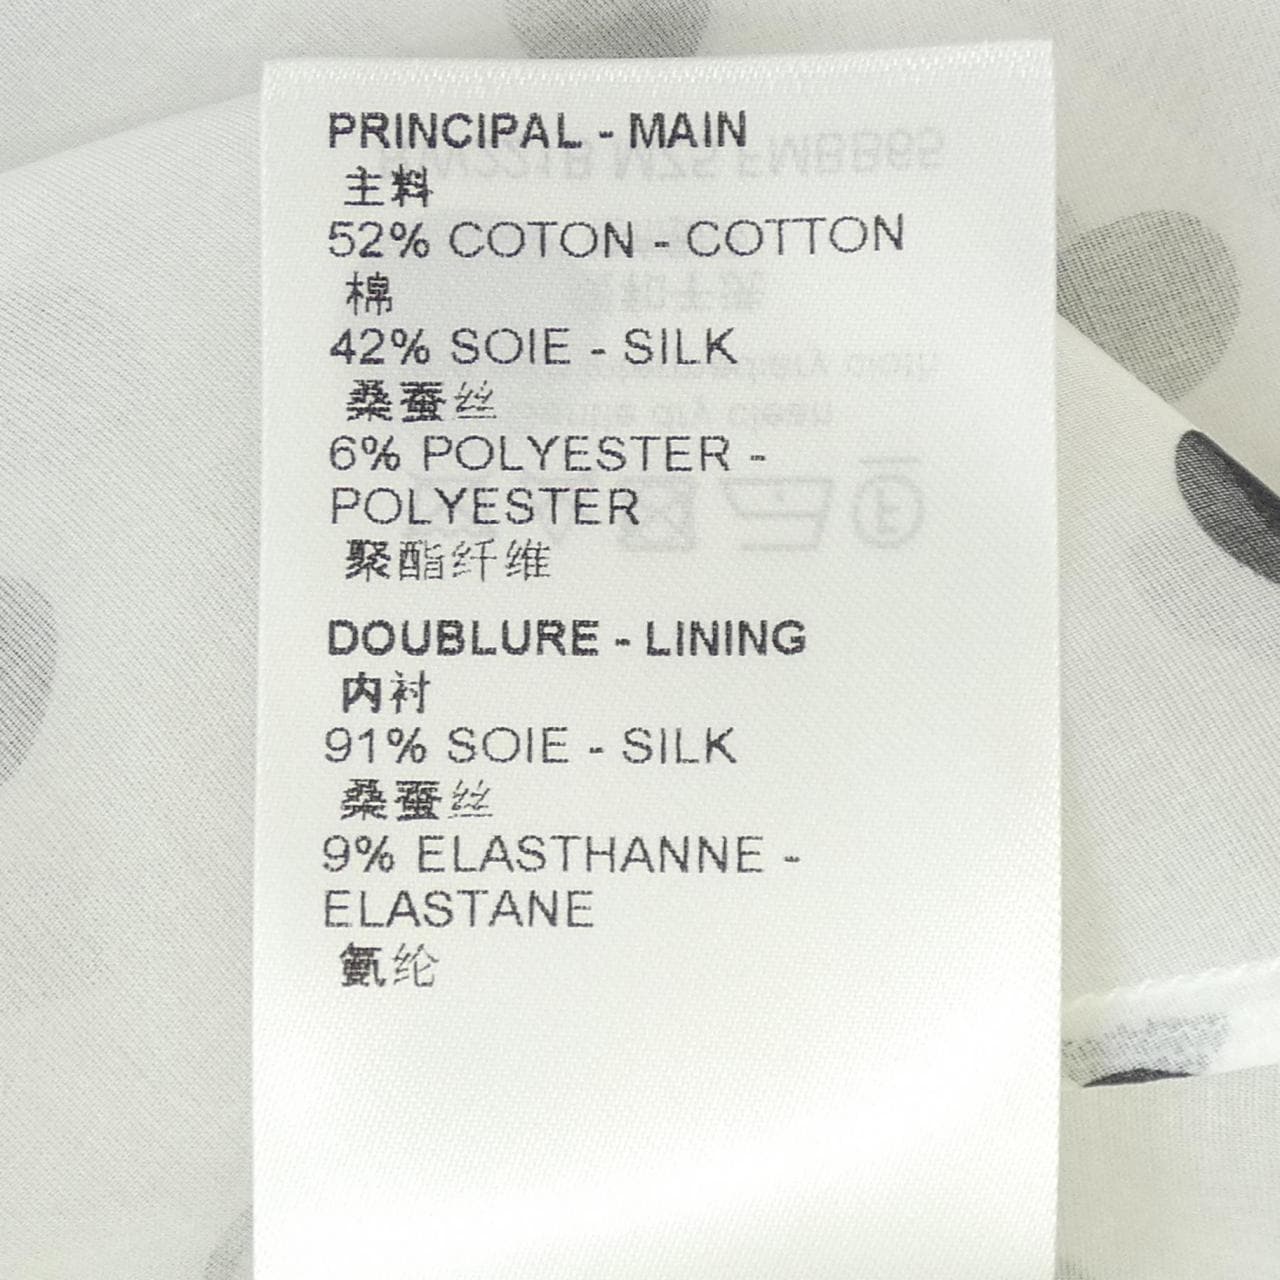 PRINCIPAL - MAIN
主料
52% COTON - COTTON
棉
42% SOIE - SILK
桑蚕丝
6% POLYESTER -
POLYESTER
聚酯纤维
DOUBLURE - LINING
内衬
91% SOIE - SILK
桑蚕丝
9% ELASTHANNE -
ELASTANE
氨纶